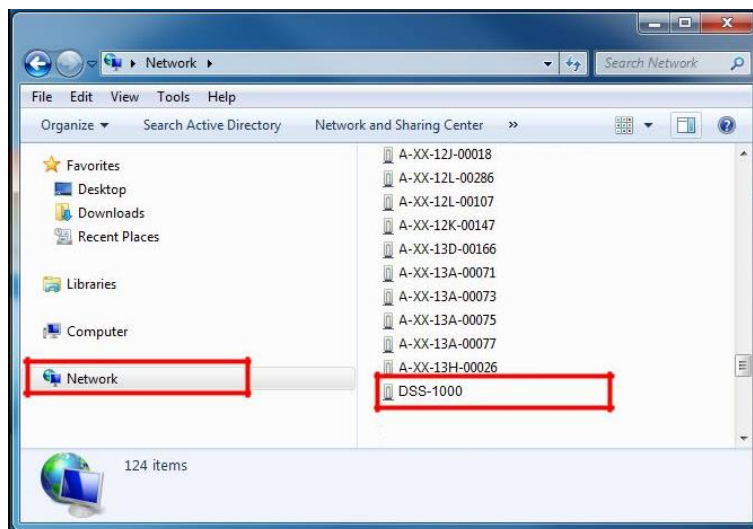 Network
Search Network
File Edit View Tools Help
Organize Search Active Directory Network and Sharing Center »
Favorites
Desktop
Downloads
Recent Places
Libraries
Computer
Network
A-XX-12J-00018
A-XX-12L-00286
A-XX-12L-00107
A-XX-12K-00147
A-XX-13D-00166
A-XX-13A-00071
A-XX-13A-00073
A-XX-13A-00075
A-XX-13A-00077
A-XX-13H-00026
DSS-1000
124 items